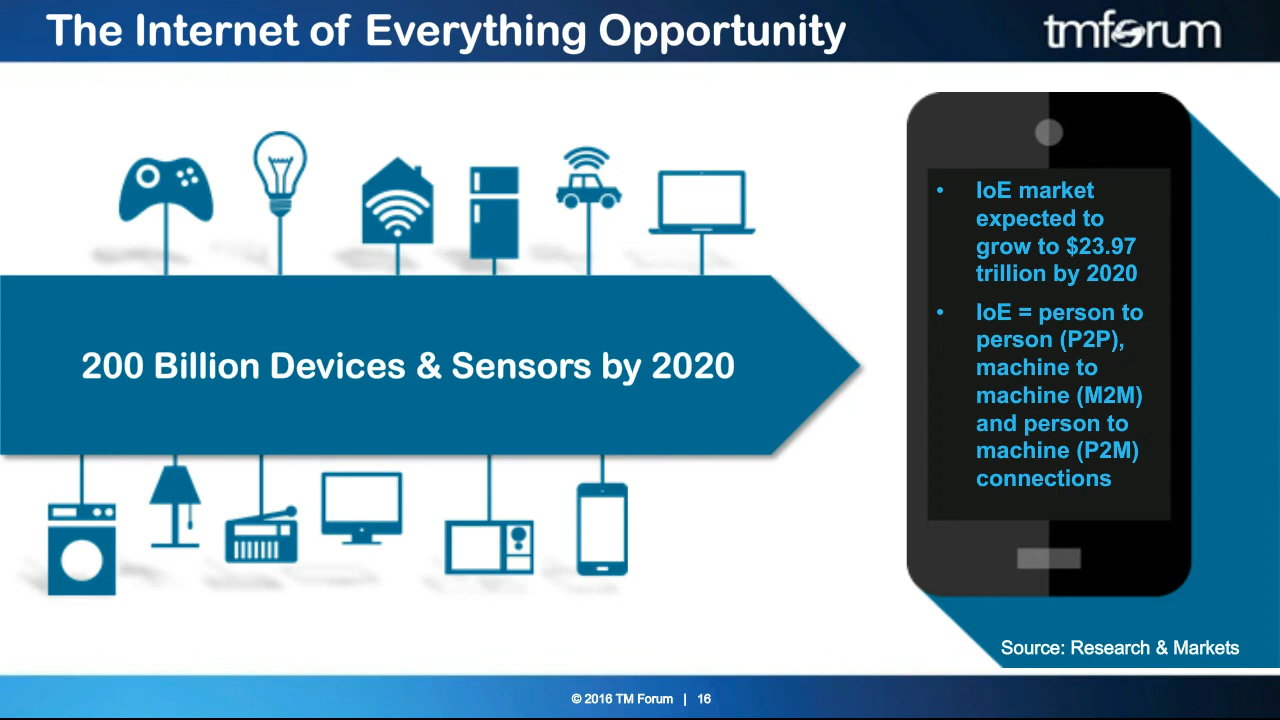 The Internet of Everything Opportunity
tmforum
200 Billion Devices & Sensors by 2020
• IoE market
expected to
grow to $23.97
trillion by 2020
• IoE = person to
person (P2P),
machine to
machine (M2M)
and person to
machine (P2M)
connections
Source: Research & Markets
© 2016 TM Forum | 16